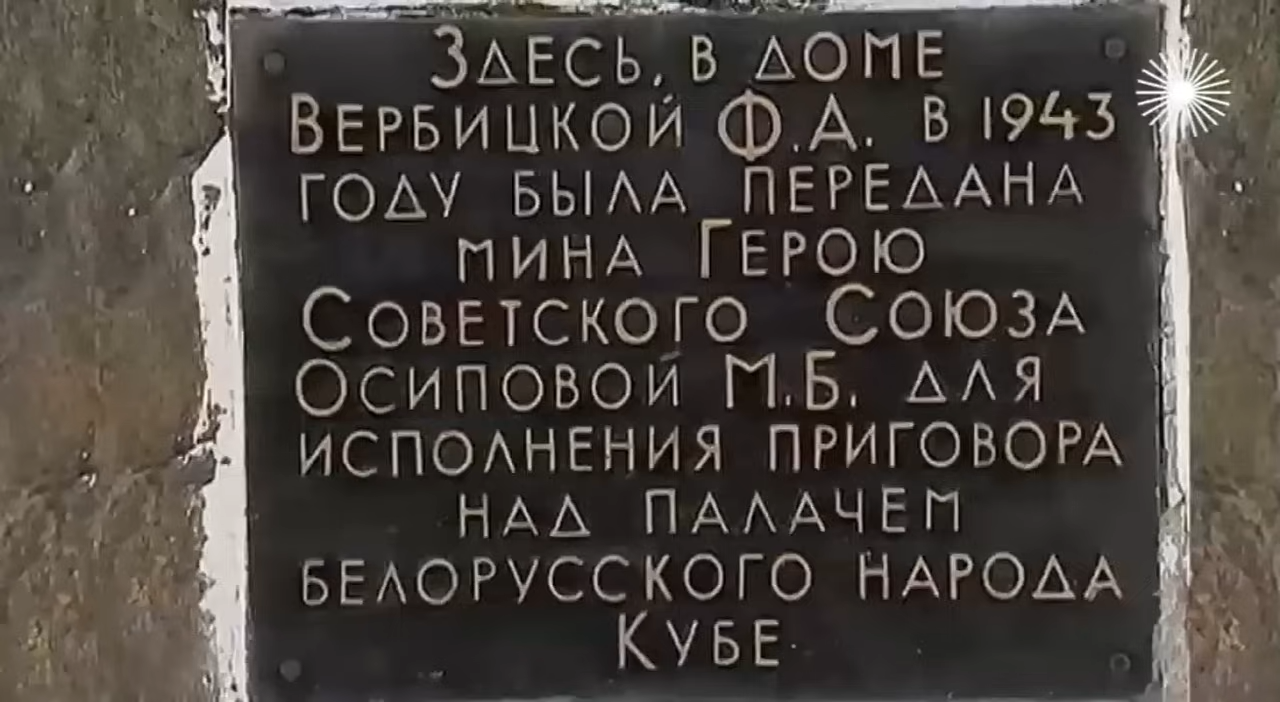 Здесь, в доме
Вербицкой Ф.А. в 1943
году была передана
мина Герою
Советского Союза
Осиповой М.Б. для
исполнения приговора
над палачем
белорусского народа
Кубе